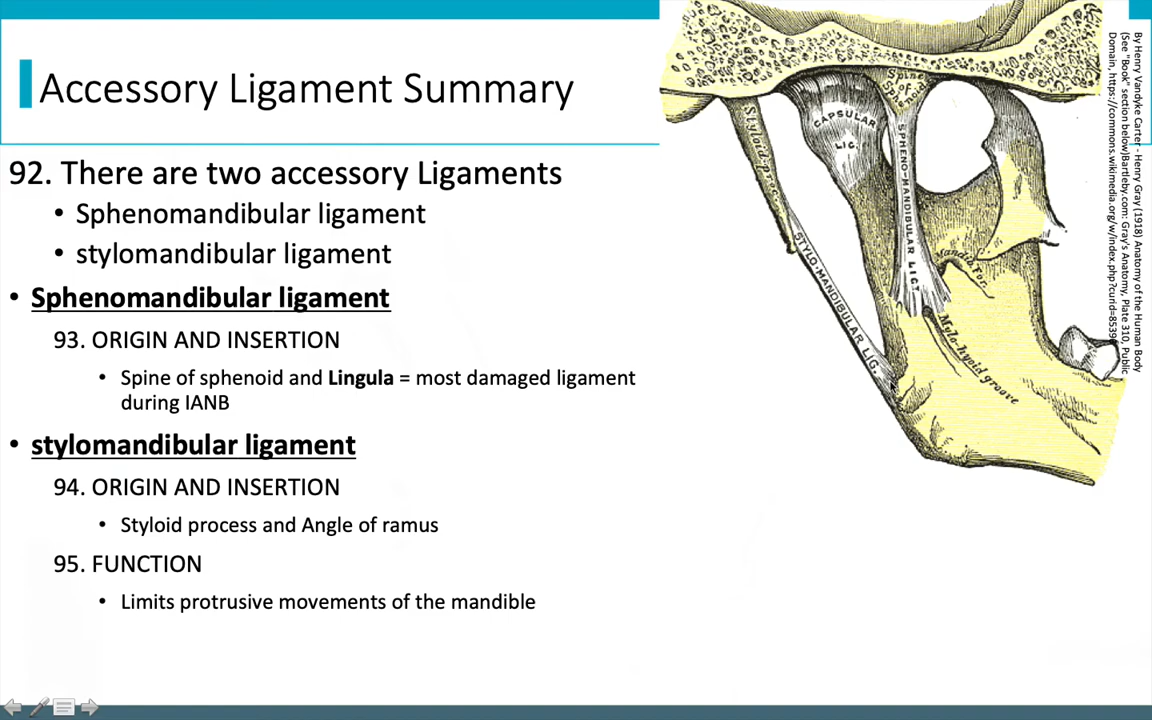 Accessory Ligament Summary
92. There are two accessory Ligaments
• Sphenomandibular ligament
• stylomandibular ligament
• Sphenomandibular ligament
93. ORIGIN AND INSERTION
• Spine of sphenoid and Lingula = most damaged ligament
during IANB
• stylomandibular ligament
94. ORIGIN AND INSERTION
• Styloid process and Angle of ramus
95. FUNCTION
• Limits protrusive movements of the mandible
Spine
of
Sphenoid
CAPSULAR
LIG.
Styloid proc.
SPHENO-MANDIBULAR LIGT
STYLO-MANDIBULAR LIG.
Mandib. For.
Mylo-hyoid groove
By Henry Vandyke Carter - Henry Gray (1918) Anatomy of the Human Body
(See "Book" section below)Bartleby.com: Gray's Anatomy, Plate 310, Public
Domain, https://commons.wikimedia.org/w/index.php?curid=8539